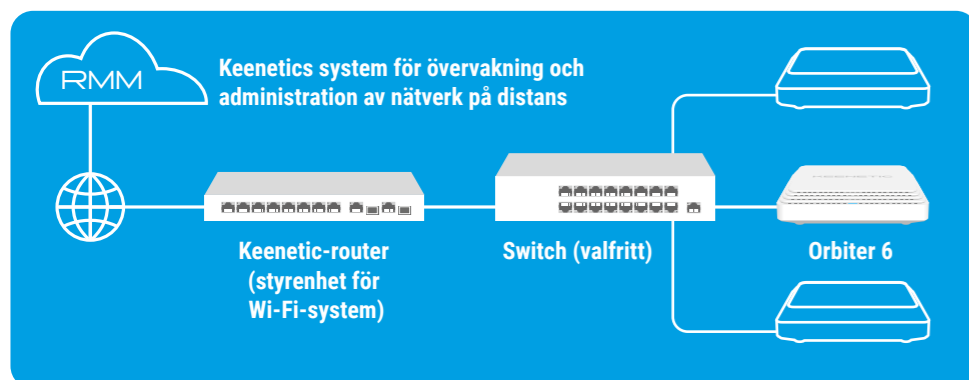 RMM
Keenetics system för övervakning och
administration av nätverk på distans
KEENETIC
Keenetic-router
(styrenhet för
Wi-Fi-system)
Switch (valfritt)
Orbiter 6